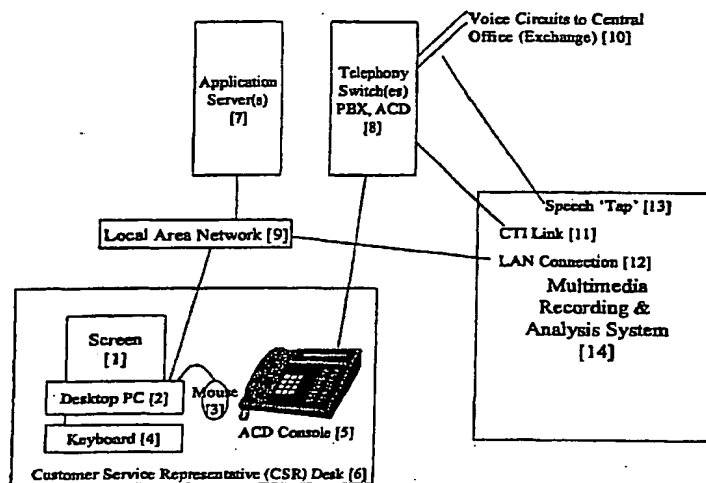 Voice Circuits to Central
Office (Exchange) [10]
Application
Server(s)
[7]
Telephony
Switch(es)
PBX, ACD
[8]
Speech "Tap" [13]
Local Area Network [9]
CTI Link [11]
LAN Connection [12]
Multimedia
Recording &
Analysis System
[14]
Screen
[1]
Desktop PC [2]
Mouse
[3]
Keyboard [4]
ACD Console [5]
Customer Service Representative (CSR) Desk [6]